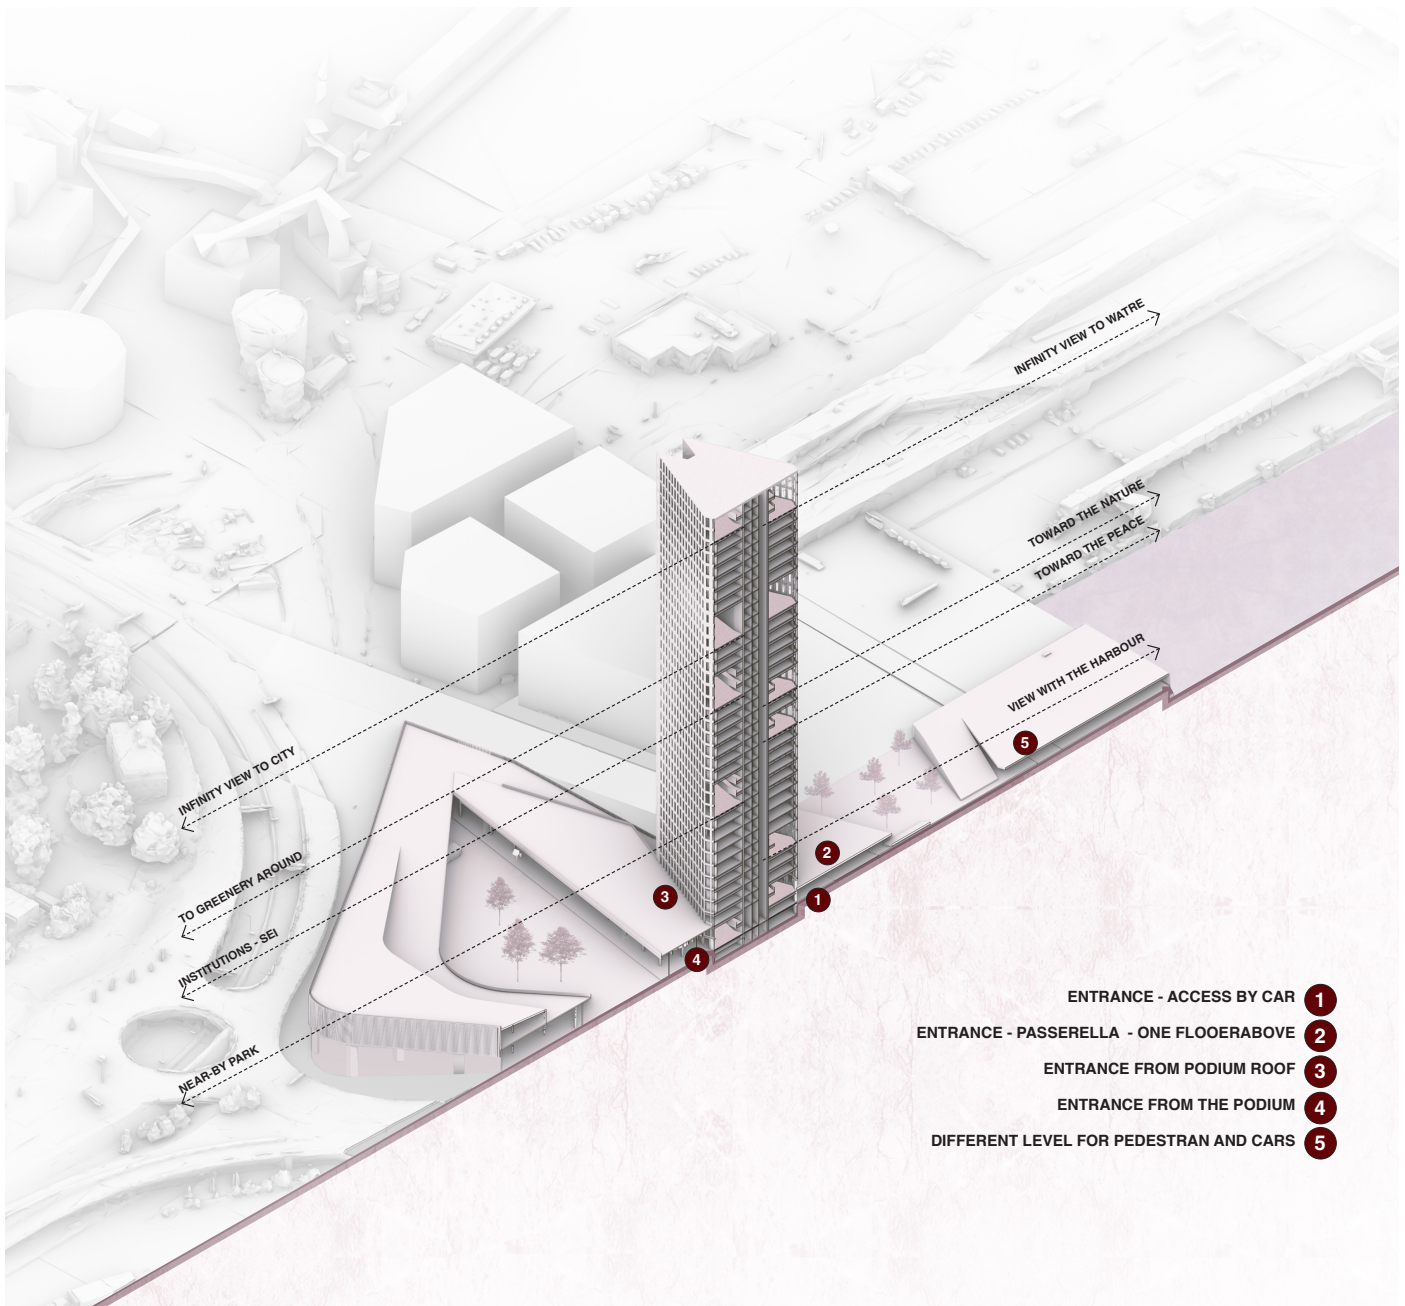 INFINITY VIEW TO WATRE
TOWARD THE NATURE
TOWARD THE PEACE
VIEW WITH THE HARBOUR
5
INFINITY VIEW TO CITY
2
TO GREENERY AROUND
3
1
INSTITUTIONS - SEI
4
NEAR-BY PARK
ENTRANCE - ACCESS BY CAR 1
ENTRANCE - PASSERELLA - ONE FLOOERABOVE 2
ENTRANCE FROM PODIUM ROOF 3
ENTRANCE FROM THE PODIUM 4
DIFFERENT LEVEL FOR PEDESTRAN AND CARS 5